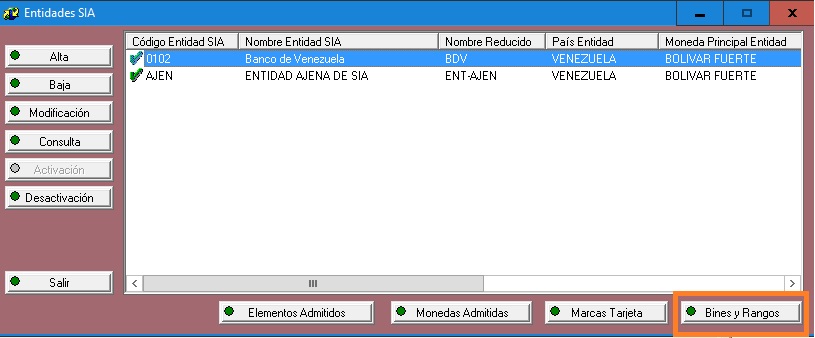 Entidades SIA
Código Entidad SIA Nombre Entidad SIA Nombre Reducido País Entidad Moneda Principal Entidad
0102 Banco de Venezuela BDV VENEZUELA BOLIVAR FUERTE
AJEN ENTIDAD AJENA DE SIA ENT-AJEN VENEZUELA BOLIVAR FUERTE
Alta
Baja
Modificación
Consulta
Activación
Desactivación
Salir
Elementos Admitidos Monedas Admitidas Marcas Tarjeta Bines y Rangos